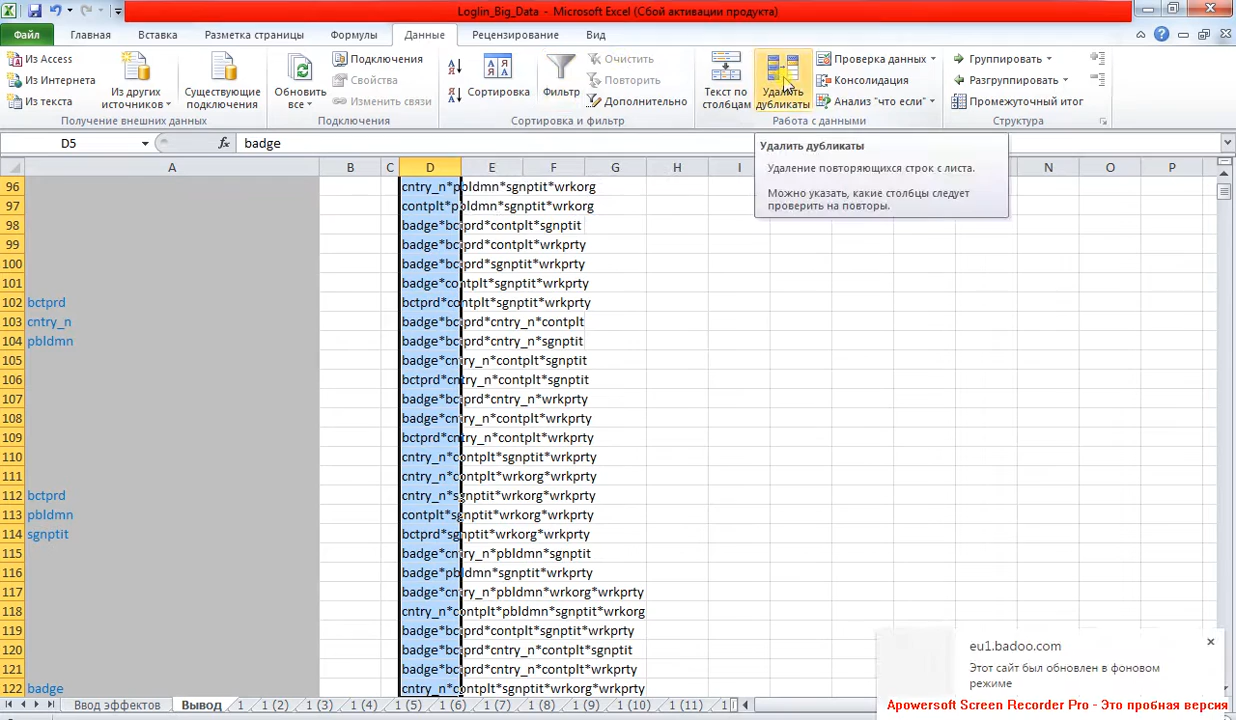 Loglin_Big_Data - Microsoft Excel (Сбой активации продукта)
Файл Главная Вставка Разметка страницы Формулы Данные Рецензирование Вид
Из Access
Из Интернета
Из текста
Из других источников
Существующие подключения
Получение внешних данных
Обновить все
Подключения
Свойства
Изменить связи
Подключения
Сортировка
Фильтр
Очистить
Повторить
Дополнительно
Сортировка и фильтр
Текст по столбцам
Удалить дубликаты
Проверка данных
Консолидация
Анализ "что если"
Работа с данными
Группировать
Разгруппировать
Промежуточный итог
Структура
D5 fx badge
Удалить дубликаты
Удаление повторяющихся строк с листа.
Можно указать, какие столбцы следует
проверить на повторы.
A B C D E F G H I N O P
96 cntry_n*pbldmn*sgnptit*wrkorg
97 contplt*pbldmn*sgnptit*wrkorg
98 badge*bctprd*contplt*sgnptit
99 badge*bctprd*contplt*wrkprty
100 badge*bctprd*sgnptit*wrkprty
101 badge*contplt*sgnptit*wrkprty
102 bctprd bctprd*contplt*sgnptit*wrkprty
103 cntry_n badge*bctprd*cntry_n*contplt
104 pbldmn badge*bctprd*cntry_n*sgnptit
105 badge*cntry_n*contplt*sgnptit
106 bctprd*cntry_n*contplt*sgnptit
107 badge*bctprd*cntry_n*wrkprty
108 badge*cntry_n*contplt*wrkprty
109 bctprd*cntry_n*contplt*wrkprty
110 cntry_n*contplt*sgnptit*wrkprty
111 cntry_n*contplt*wrkorg*wrkprty
112 bctprd cntry_n*sgnptit*wrkorg*wrkprty
113 pbldmn contplt*sgnptit*wrkorg*wrkprty
114 sgnptit bctprd*sgnptit*wrkorg*wrkprty
115 badge*cntry_n*pbldmn*sgnptit
116 badge*pbldmn*sgnptit*wrkprty
117 badge*cntry_n*pbldmn*wrkorg*wrkprty
118 cntry_n*contplt*pbldmn*sgnptit*wrkorg
119 badge*bctprd*contplt*sgnptit*wrkprty
120 badge*bctprd*cntry_n*contplt*sgnptit
121 badge*bctprd*cntry_n*contplt*wrkprty
122 badge cntry_n*contplt*sgnptit*wrkorg*wrkprty
eu1.badoo.com
Этот сайт был обновлен в фоновом
режиме
Ввод эффектов Вывод 1 1 (2) 1 (3) 1 (4) 1 (5) 1 (6) 1 (7) 1 (8) 1 (9) 1 (10) 1 (11) 1
Apowersoft Screen Recorder Pro - Это пробная версия